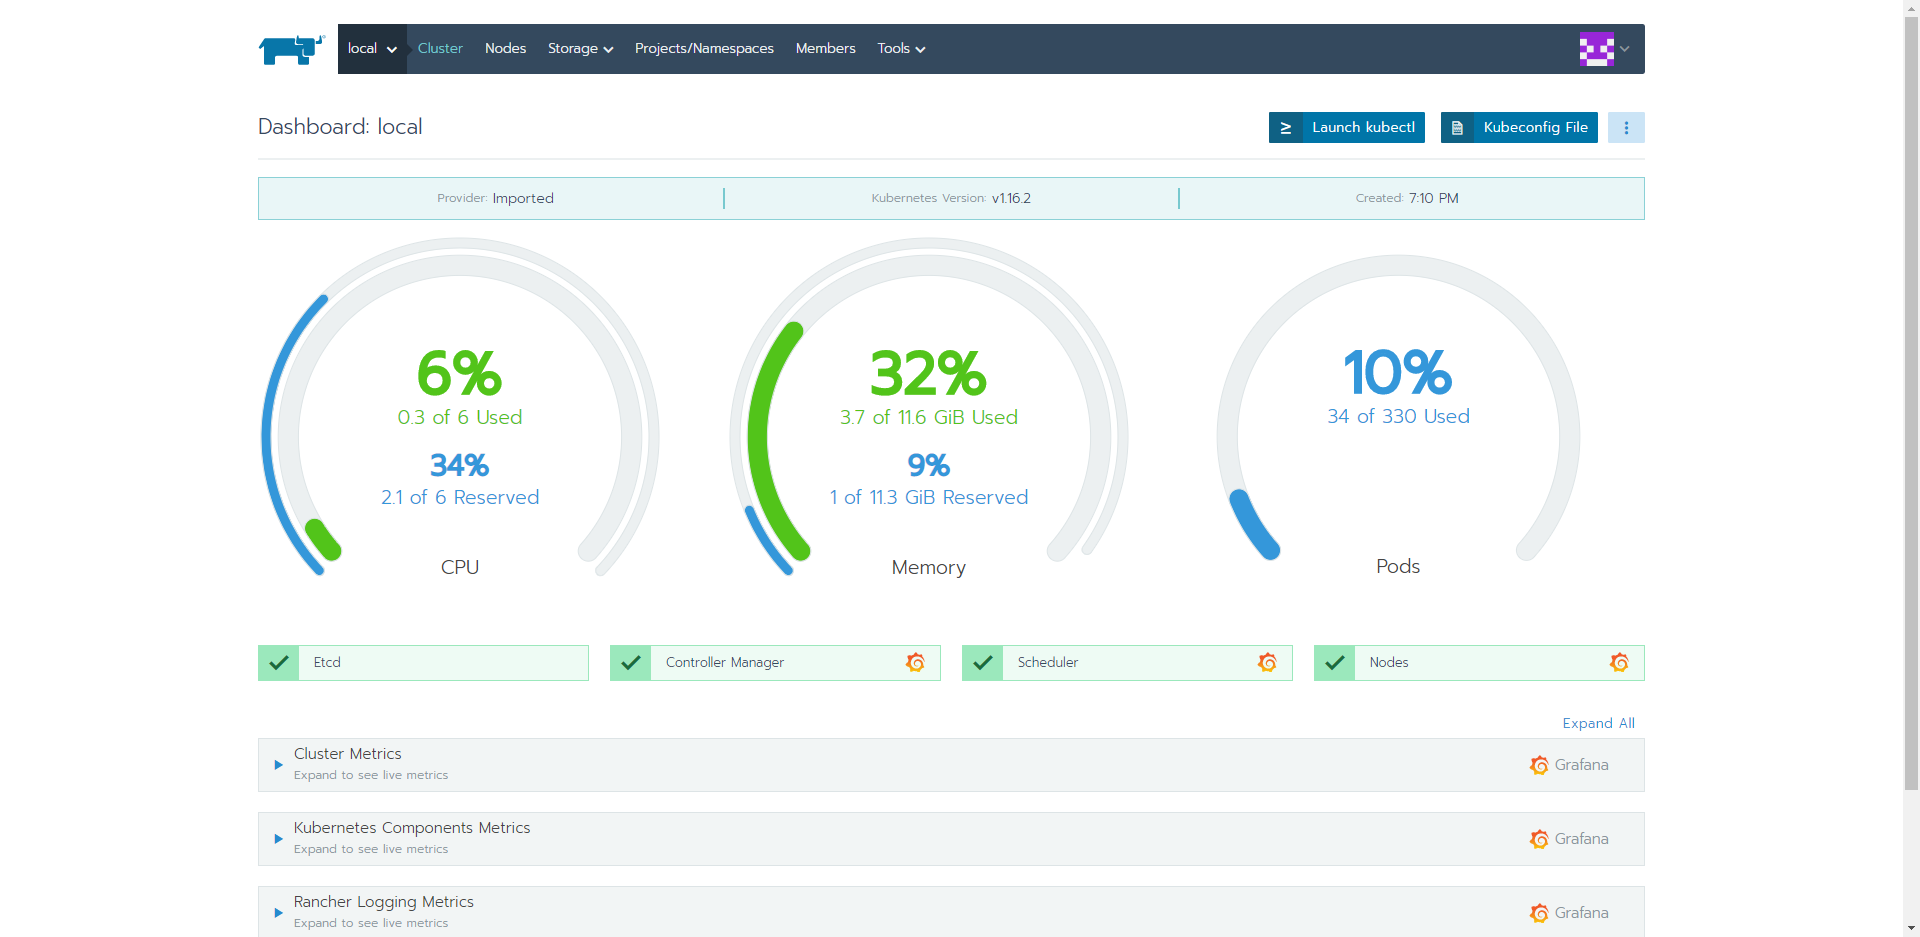 local Cluster Nodes Storage Projects/Namespaces Members Tools
Dashboard: local
Launch kubectl Kubeconfig File
Provider: Imported Kubernetes Version: v1.16.2 Created: 7:10 PM
6%
0.3 of 6 Used
34%
2.1 of 6 Reserved
CPU
32%
3.7 of 11.6 GiB Used
9%
1 of 11.3 GiB Reserved
Memory
10%
34 of 330 Used
Pods
Etcd Controller Manager Scheduler Nodes
Expand All
Cluster Metrics
Expand to see live metrics
Grafana
Kubernetes Components Metrics
Expand to see live metrics
Grafana
Rancher Logging Metrics
Expand to see live metrics
Grafana